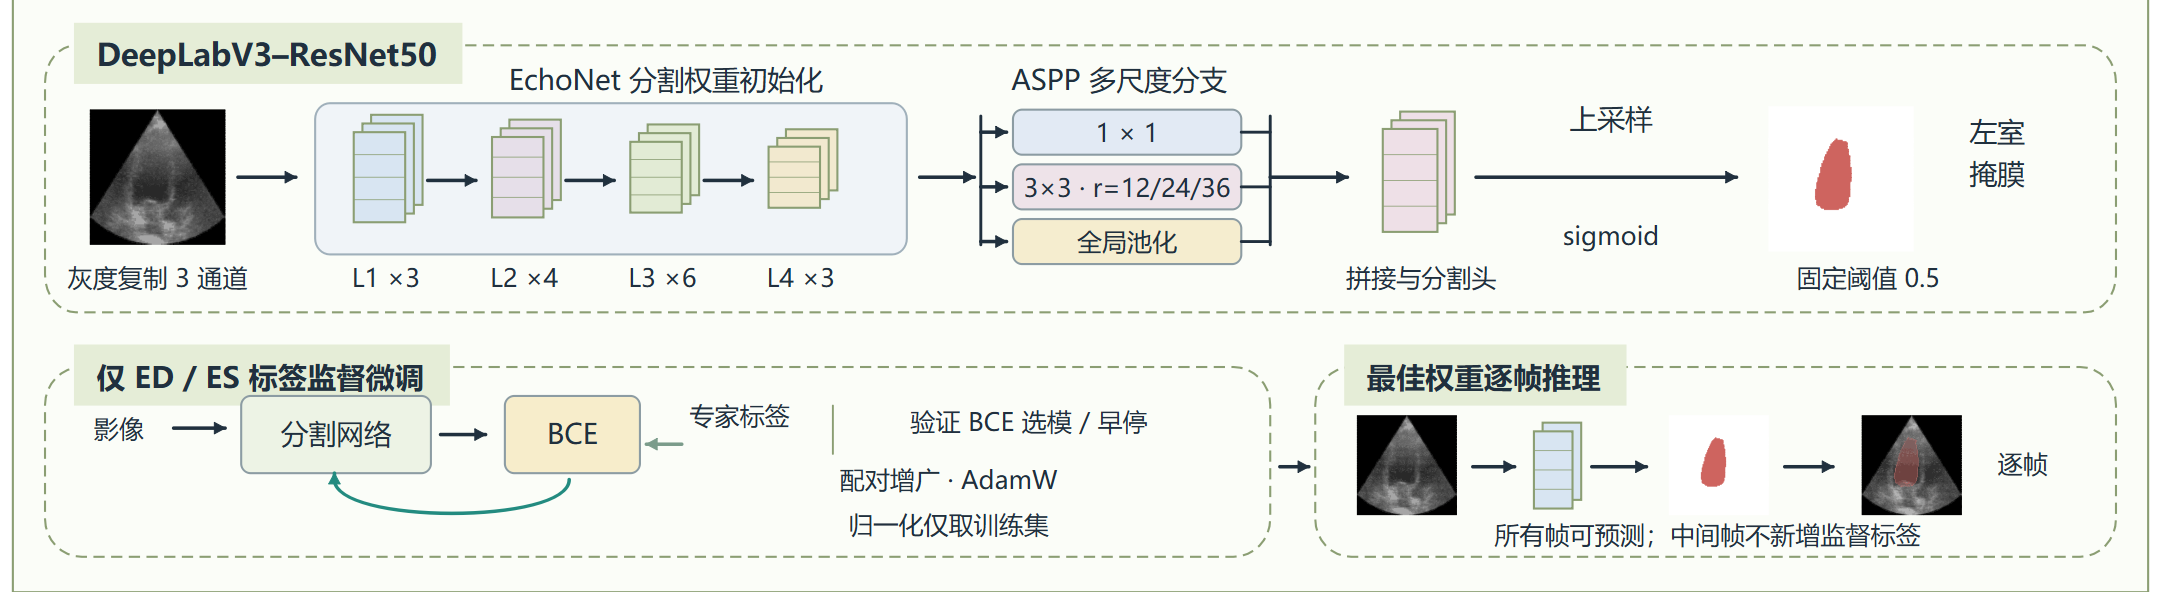 DeepLabV3–ResNet50
EchoNet 分割权重初始化
ASPP 多尺度分支
1 × 1
3×3 · r=12/24/36
全局池化
上采样
sigmoid
左室
掩膜
灰度复制 3 通道
L1 ×3
L2 ×4
L3 ×6
L4 ×3
拼接与分割头
固定阈值 0.5
仅 ED / ES 标签监督微调
影像
分割网络
BCE
专家标签
验证 BCE 选模 / 早停
配对增广 · AdamW
归一化仅取训练集
最佳权重逐帧推理
逐帧
所有帧可预测；中间帧不新增监督标签